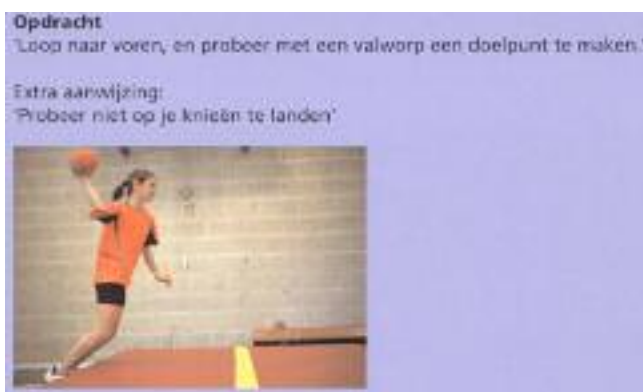 Opdracht
'Loop naar voren, en probeer met een valworp een doelpunt te maken.'
Extra aanwijzing:
'Probeer niet op je knieën te landen'